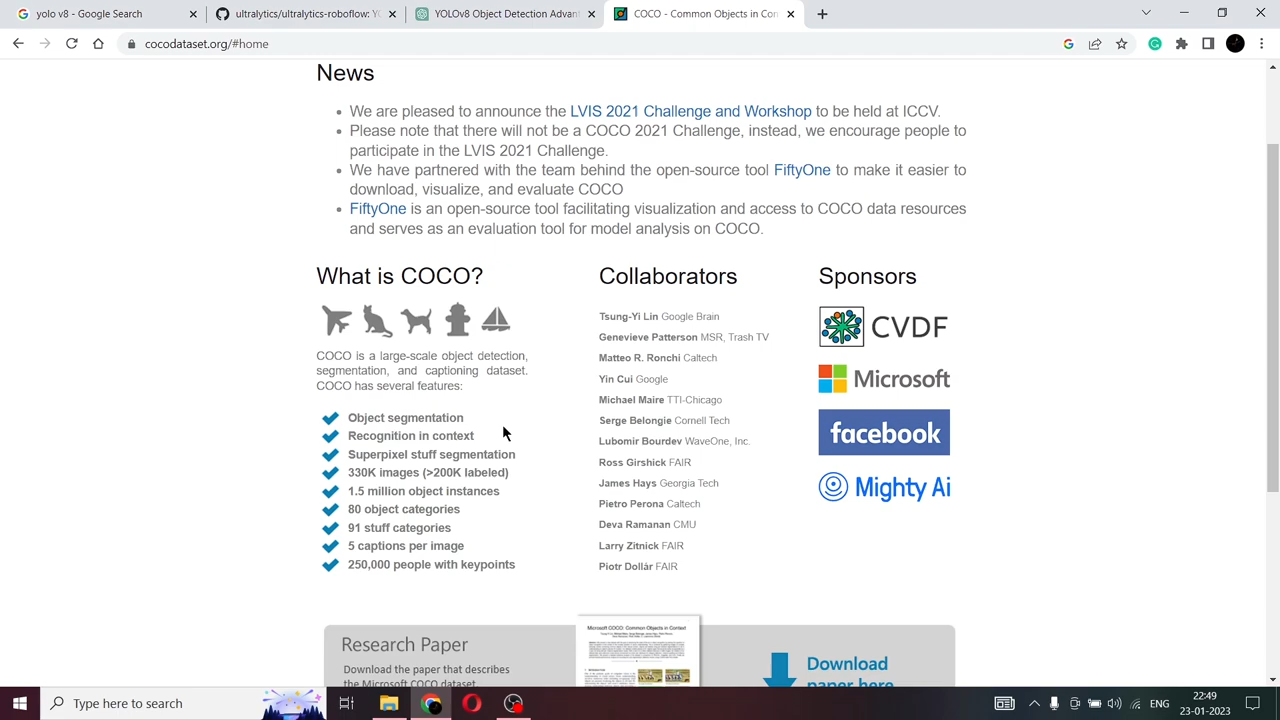 yolo v8 - Google Search
ultralytics/ultralytics-roboflow: Y
YOLOv8 Object Detection Advan
COCO - Common Objects in Con
cocodataset.org/#home
News
We are pleased to announce the LVIS 2021 Challenge and Workshop to be held at ICCV.
Please note that there will not be a COCO 2021 Challenge, instead, we encourage people to
participate in the LVIS 2021 Challenge.
We have partnered with the team behind the open-source tool FiftyOne to make it easier to
download, visualize, and evaluate COCO
FiftyOne is an open-source tool facilitating visualization and access to COCO data resources
and serves as an evaluation tool for model analysis on COCO.
What is COCO?
COCO is a large-scale object detection,
segmentation, and captioning dataset.
COCO has several features:
Object segmentation
Recognition in context
Superpixel stuff segmentation
330K images (>200K labeled)
1.5 million object instances
80 object categories
91 stuff categories
5 captions per image
250,000 people with keypoints
Collaborators
Tsung-Yi Lin Google Brain
Genevieve Patterson MSR, Trash TV
Matteo R. Ronchi Caltech
Yin Cui Google
Michael Maire TTI-Chicago
Serge Belongie Cornell Tech
Lubomir Bourdev WaveOne, Inc.
Ross Girshick FAIR
James Hays Georgia Tech
Pietro Perona Caltech
Deva Ramanan CMU
Larry Zitnick FAIR
Piotr Dollár FAIR
Sponsors
CVDF
Microsoft
facebook
Mighty Ai
Research Paper
paper that describes
Microsoft COCO: Common Objects in Context
Download
Type here to search
ENG
22:49
23-01-2023